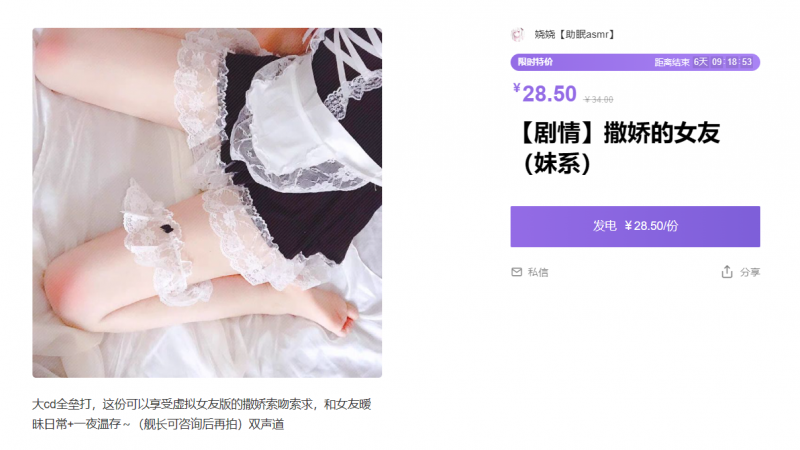 娆娆【助眠asmr】
限时特价 距离结束 6天 09:18:53
¥28.50 ¥34.00
【剧情】撒娇的女友
（妹系）
发电 ¥28.50/份
私信 分享
大cd全垒打，这份可以享受虚拟女友版的撒娇索吻索求，和女友暧
昧日常+一夜温存～（舰长可咨询后再拍）双声道